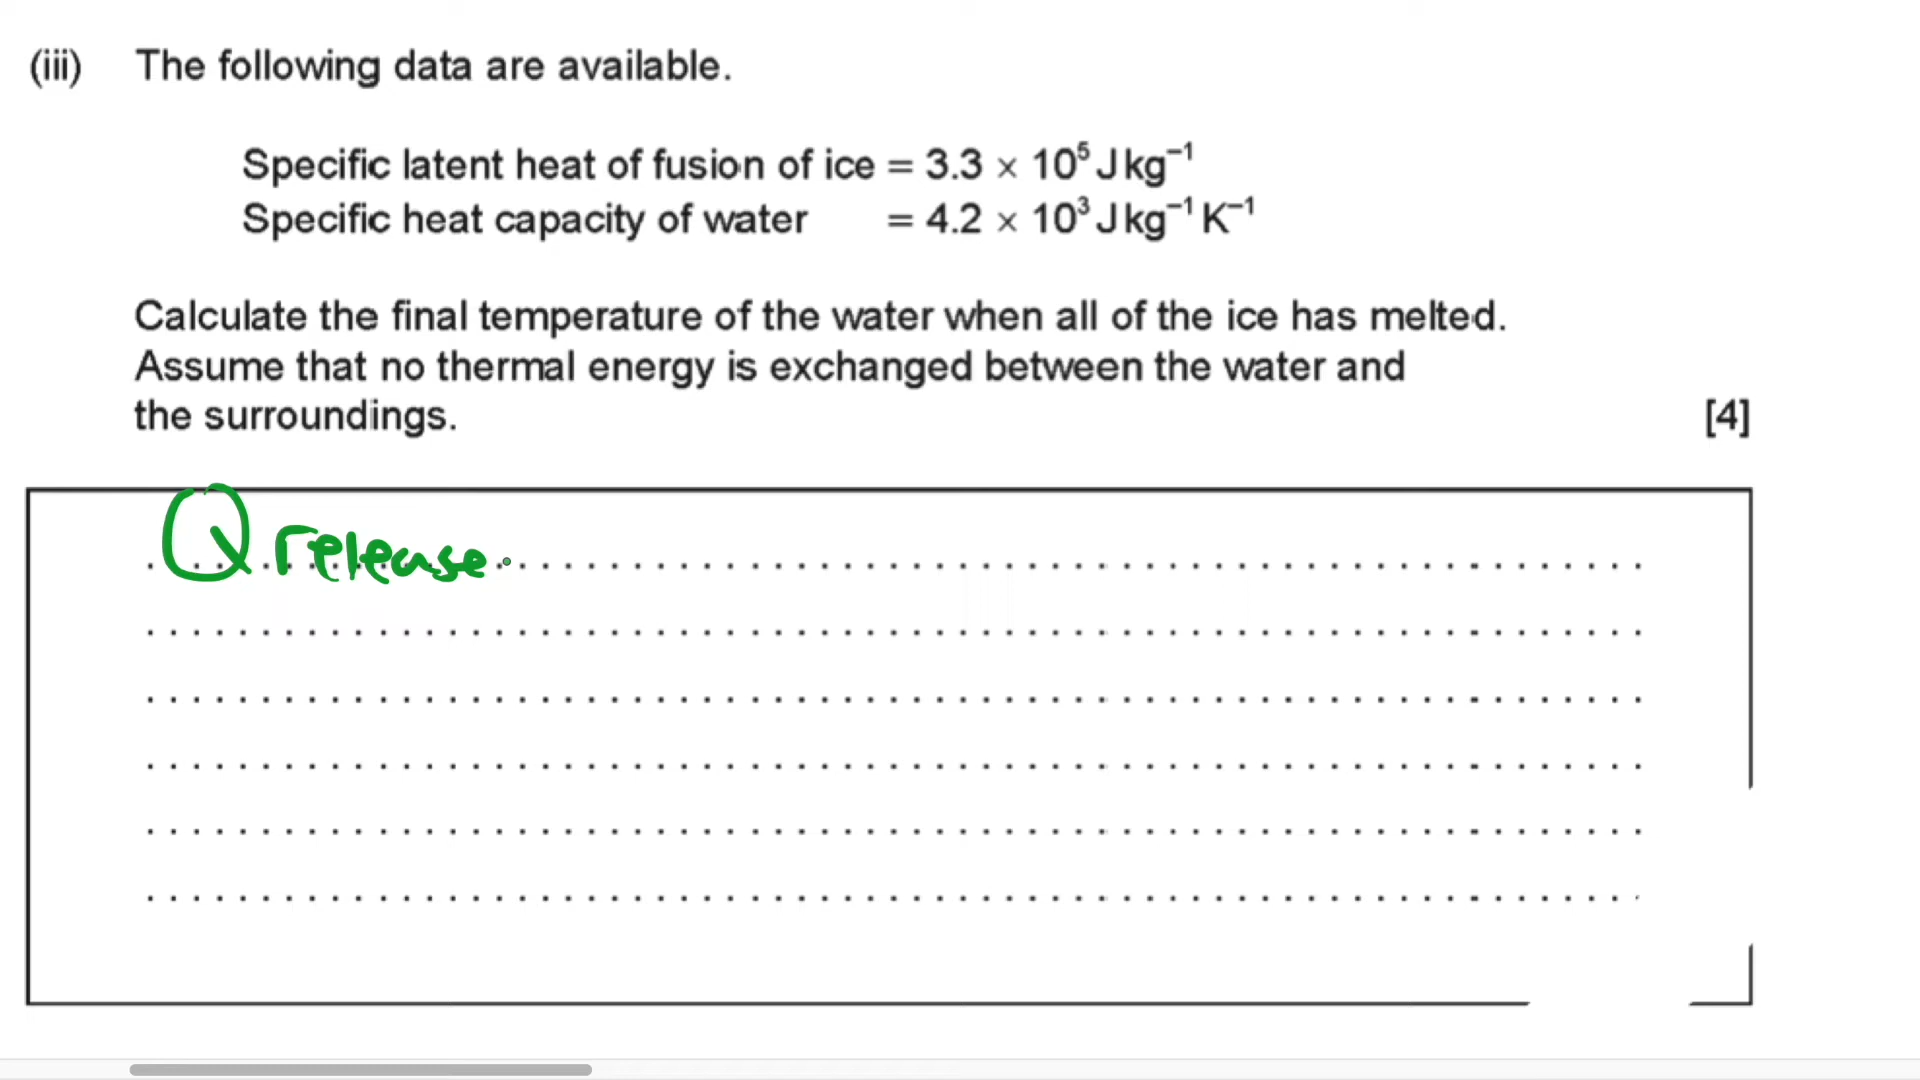 (iii) The following data are available.
Specific latent heat of fusion of ice = 3.3 × 10⁵ J kg⁻¹
Specific heat capacity of water = 4.2 × 10³ J kg⁻¹ K⁻¹
Calculate the final temperature of the water when all of the ice has melted.
Assume that no thermal energy is exchanged between the water and
the surroundings. [4]
Q release